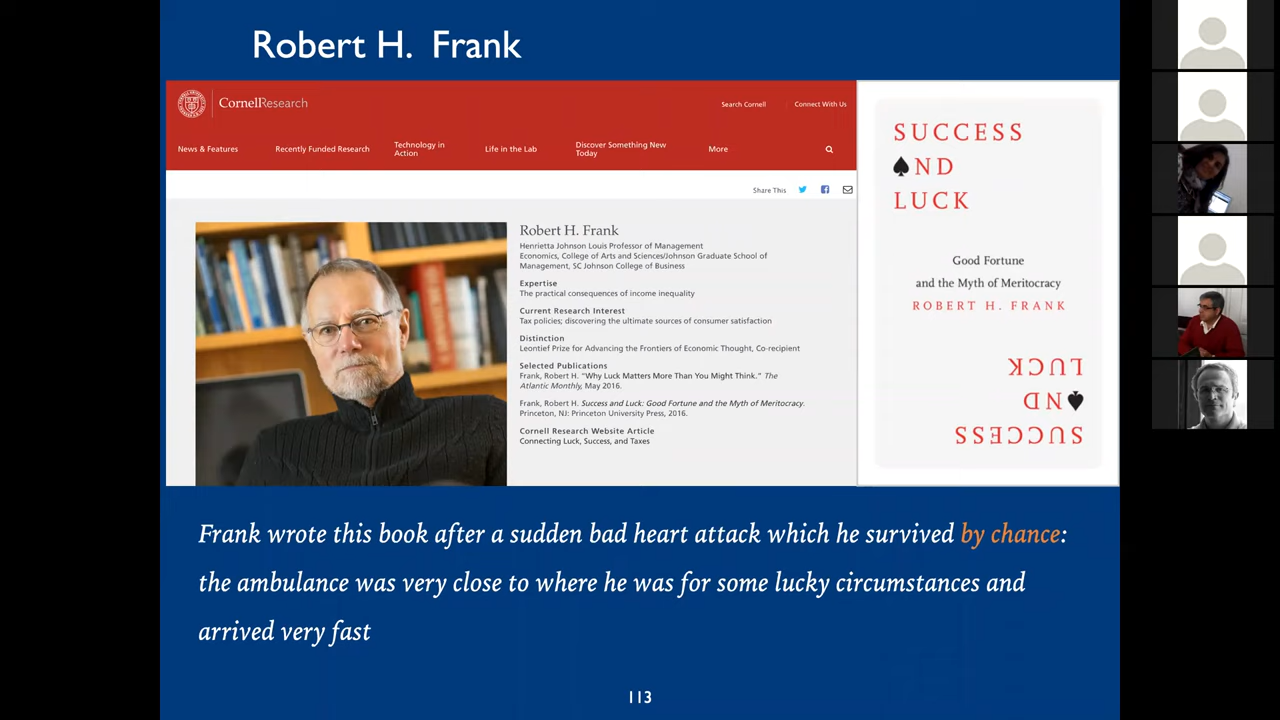 Robert H. Frank
CornellResearch
Search Cornell
Connect With Us
News & Features
Recently Funded Research
Technology in
Action
Life in the Lab
Discover Something New
Today
More
Share This
Robert H. Frank
Henrietta Johnson Louis Professor of Management
Economics, College of Arts and Sciences/Johnson Graduate School of
Management, SC Johnson College of Business
Expertise
The practical consequences of income inequality
Current Research Interest
Tax policies; discovering the ultimate sources of consumer satisfaction
Distinction
Leontief Prize for Advancing the Frontiers of Economic Thought, Co-recipient
Selected Publications
Frank, Robert H. "Why Luck Matters More Than You Might Think." The
Atlantic Monthly, May 2016.
Frank, Robert H. Success and Luck: Good Fortune and the Myth of Meritocracy.
Princeton, NJ: Princeton University Press, 2016.
Cornell Research Website Article
Connecting Luck, Success, and Taxes
SUCCESS
♠ND
LUCK
Good Fortune
and the Myth of Meritocracy
ROBERT H. FRANK
SUCCESS
♠ND
LUCK
Frank wrote this book after a sudden bad heart attack which he survived by chance:
the ambulance was very close to where he was for some lucky circumstances and
arrived very fast
113